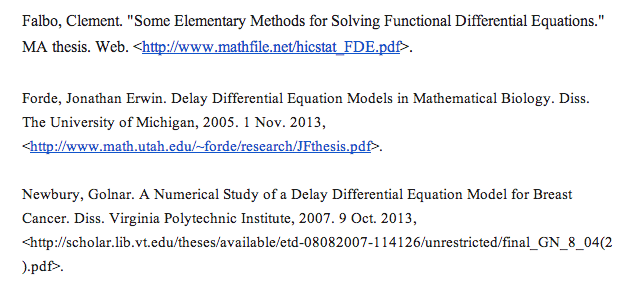 Falbo, Clement. "Some Elementary Methods for Solving Functional Differential Equations."
MA thesis. Web. <http://www.mathfile.net/hicstat_FDE.pdf>.
Forde, Jonathan Erwin. Delay Differential Equation Models in Mathematical Biology. Diss.
The University of Michigan, 2005. 1 Nov. 2013,
<http://www.math.utah.edu/~forde/research/JFthesis.pdf>.
Newbury, Golnar. A Numerical Study of a Delay Differential Equation Model for Breast
Cancer. Diss. Virginia Polytechnic Institute, 2007. 9 Oct. 2013,
<http://scholar.lib.vt.edu/theses/available/etd-08082007-114126/unrestricted/final_GN_8_04(2
).pdf>.